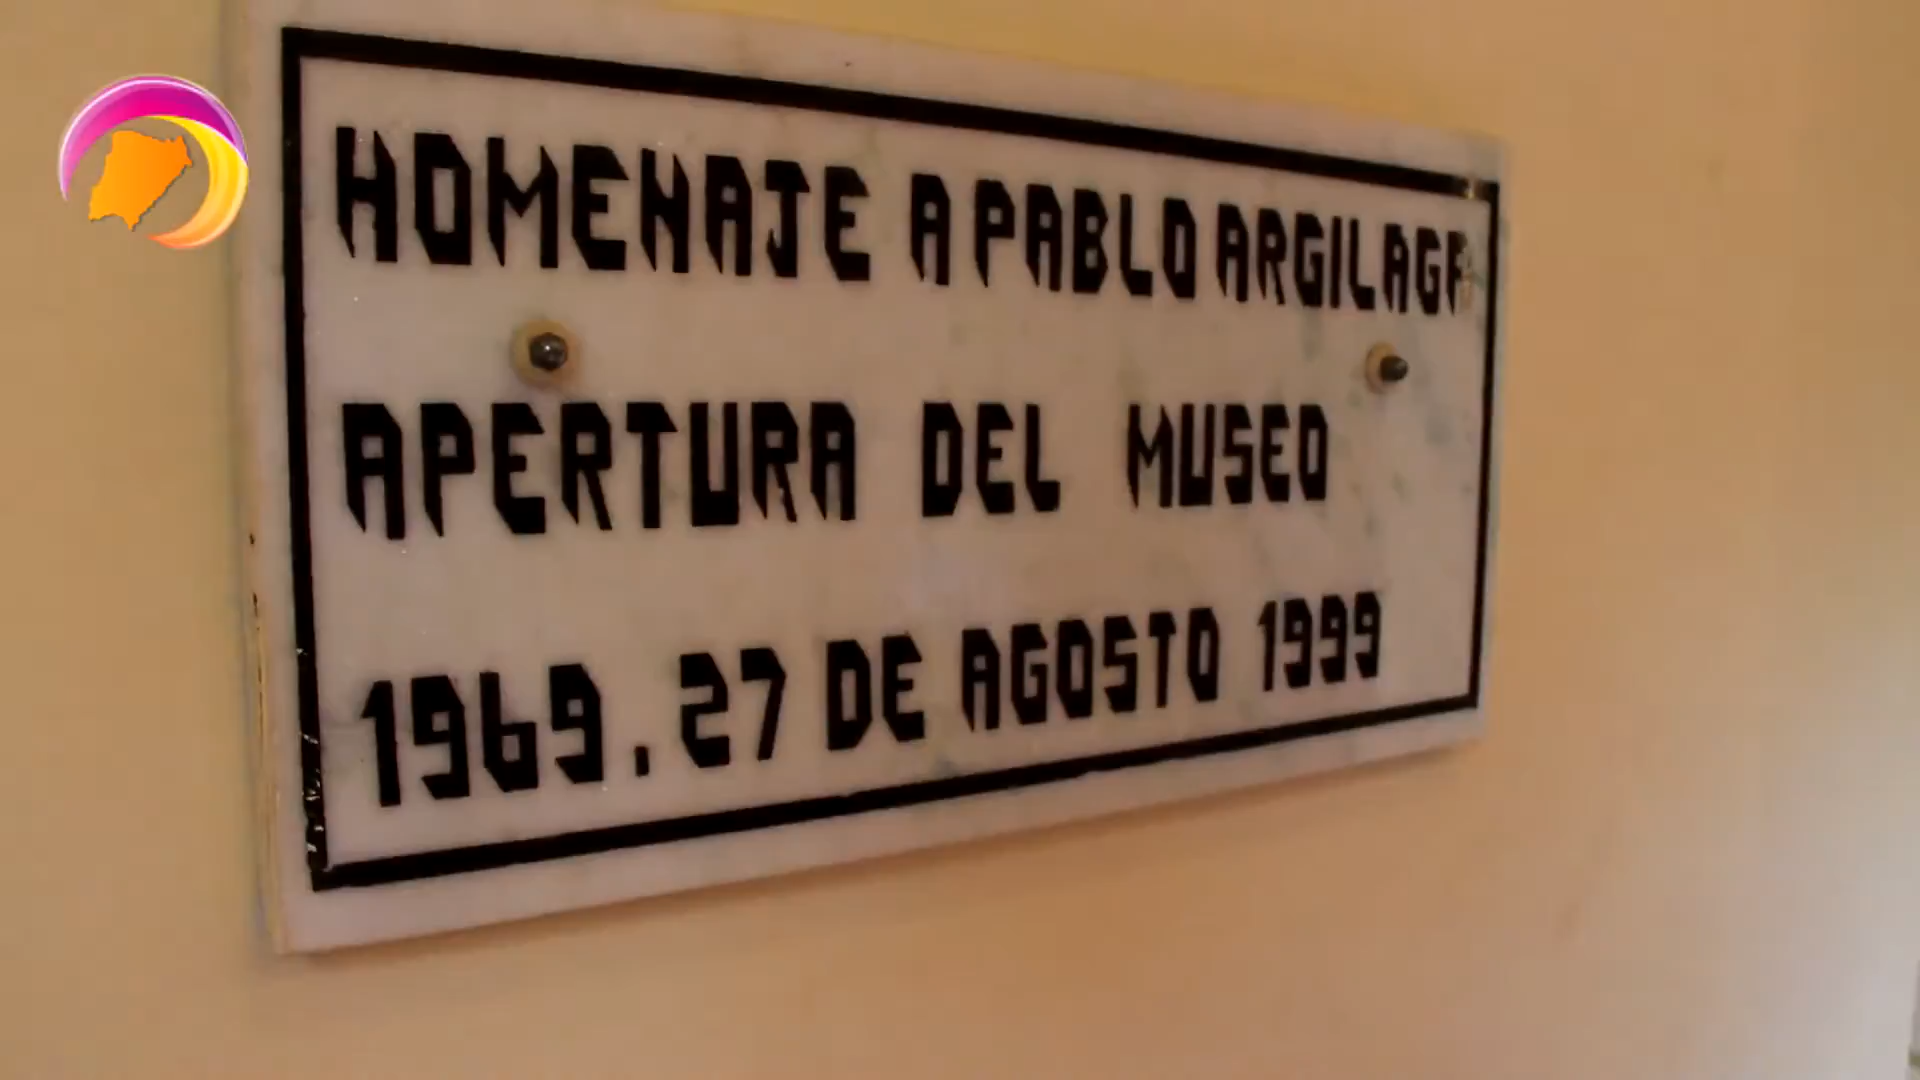 HOMENAJE A PABLO ARGILAGA
APERTURA DEL MUSEO
1969. 27 DE AGOSTO 1999